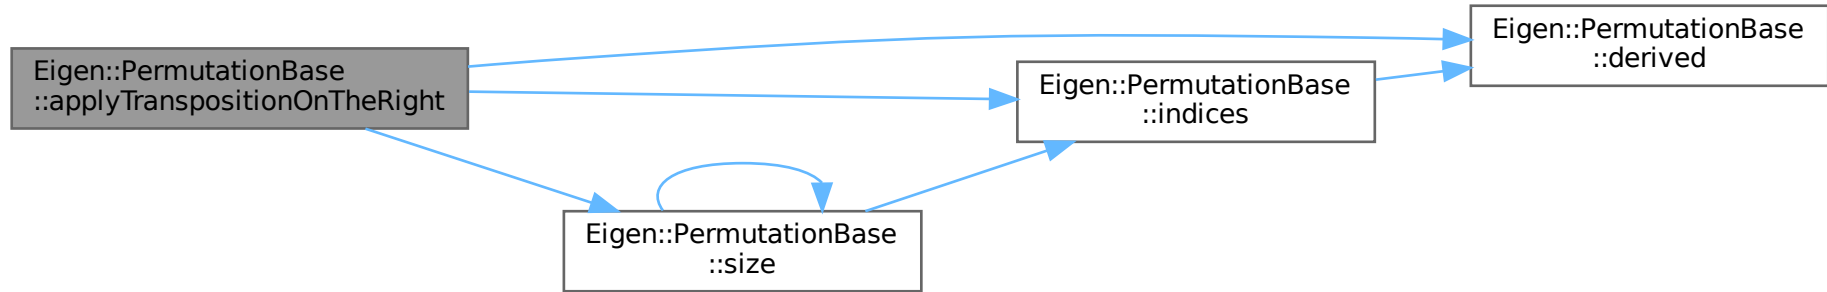 Eigen::PermutationBase
::applyTranspositionOnTheRight
Eigen::PermutationBase
::size
Eigen::PermutationBase
::indices
Eigen::PermutationBase
::derived